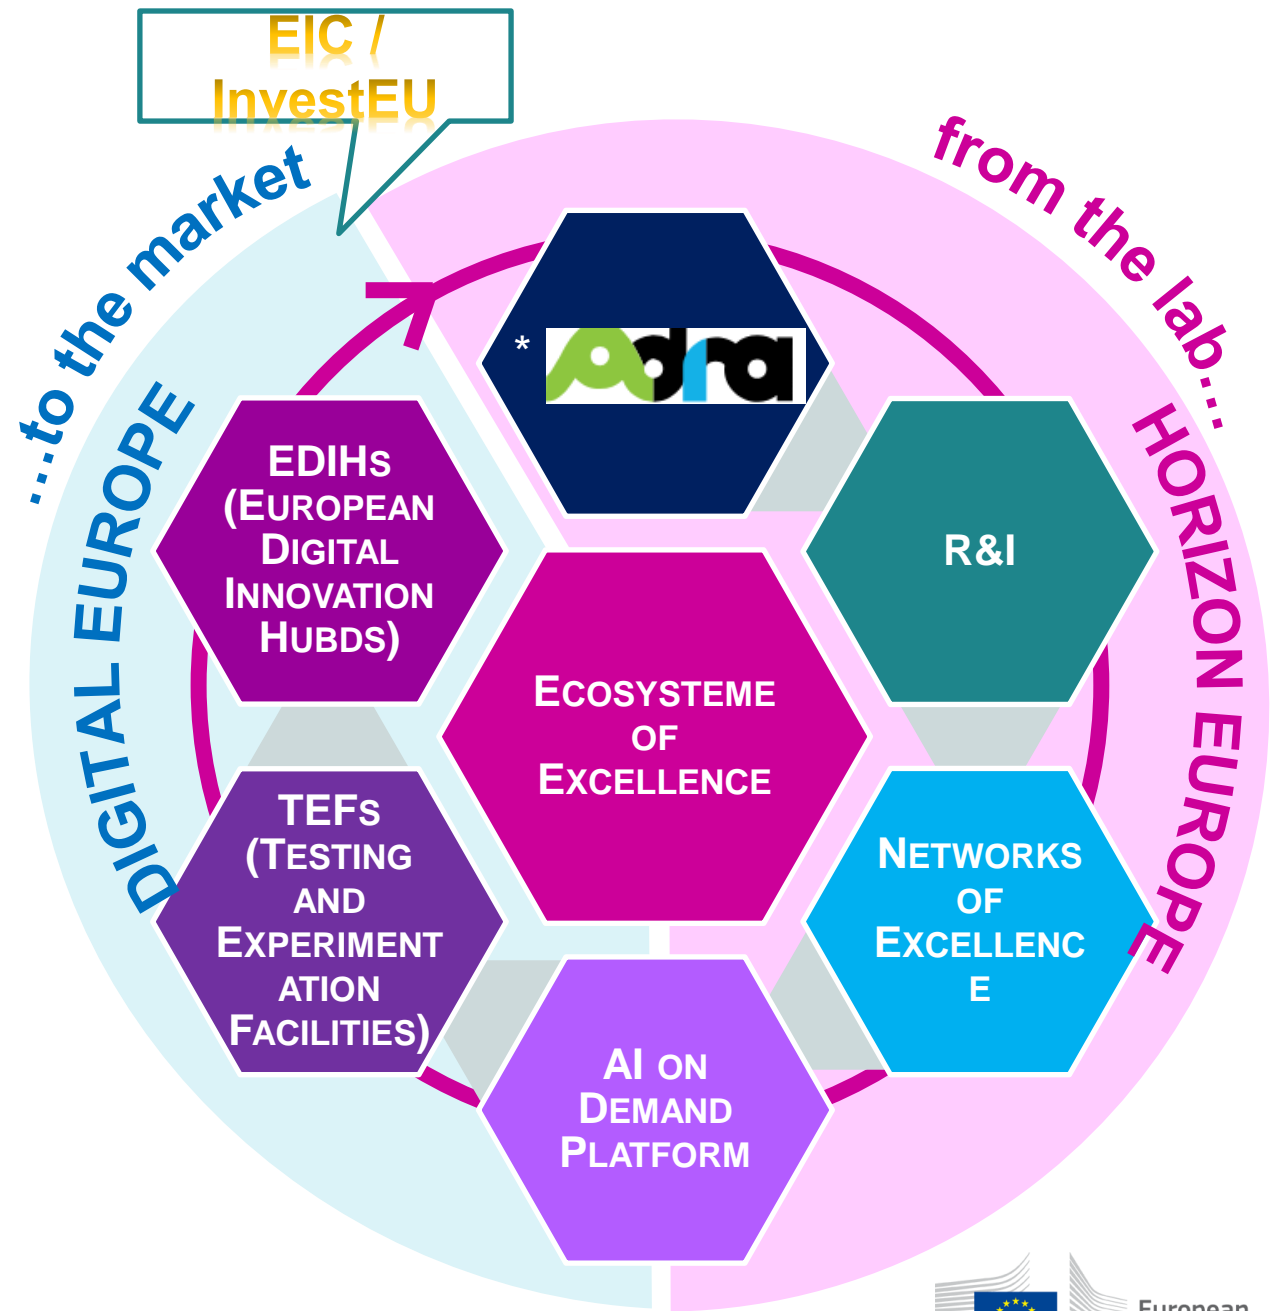 EIC /
InvestEU
from the lab...
...to the market
HORIZON EUROPE
DIGITAL EUROPE
* Adra
EDIHS
(EUROPEAN
DIGITAL
INNOVATION
HUBDS)
R&I
ECOSYSTEME
OF
EXCELLENCE
TEFS
(TESTING
AND
EXPERIMENT
ATION
FACILITIES)
NETWORKS
OF
EXCELLENC
E
AI ON
DEMAND
PLATFORM
European